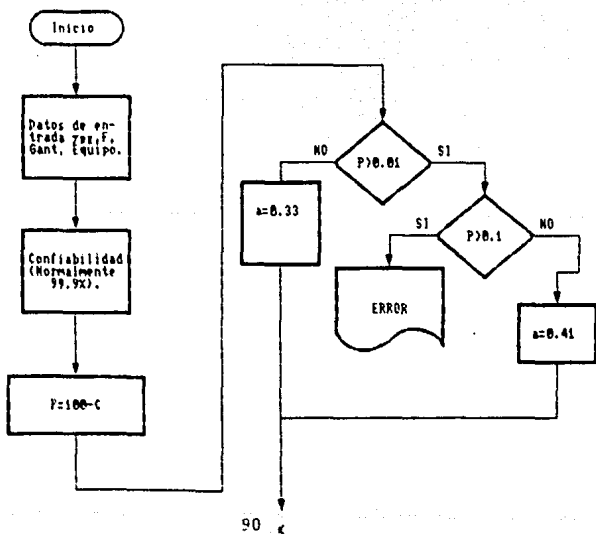 Inicio
Datos de en-
trada γRX,F,
Gant, Equipo.
Confiabilidad
(Normalmente
99.9%).
P=100-C
P>0.01
NO
SI
a=0.33
P>0.1
SI
NO
ERROR
a=0.41
90